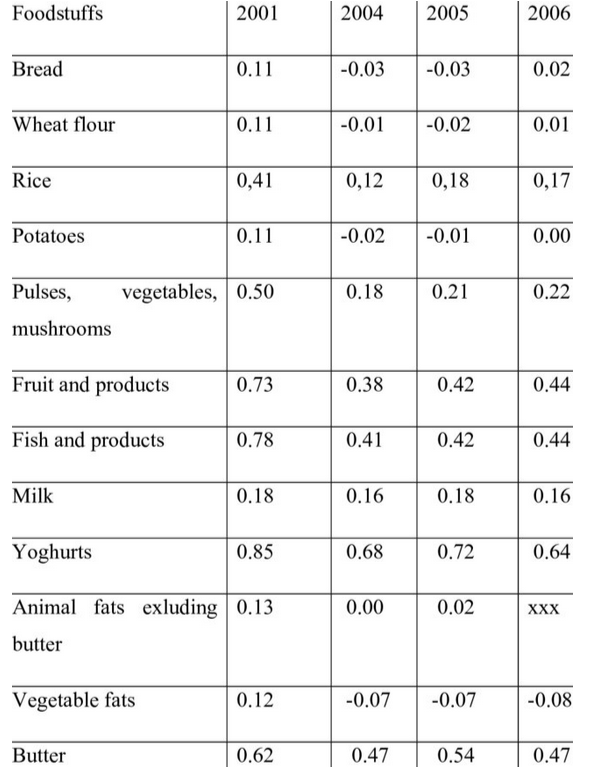 Foodstuffs 2001 2004 2005 2006
Bread 0.11 -0.03 -0.03 0.02
Wheat flour 0.11 -0.01 -0.02 0.01
Rice 0,41 0,12 0,18 0,17
Potatoes 0.11 -0.02 -0.01 0.00
Pulses, vegetables, 0.50 0.18 0.21 0.22
mushrooms
Fruit and products 0.73 0.38 0.42 0.44
Fish and products 0.78 0.41 0.42 0.44
Milk 0.18 0.16 0.18 0.16
Yoghurts 0.85 0.68 0.72 0.64
Animal fats exluding 0.13 0.00 0.02 xxx
butter
Vegetable fats 0.12 -0.07 -0.07 -0.08
Butter 0.62 0.47 0.54 0.47